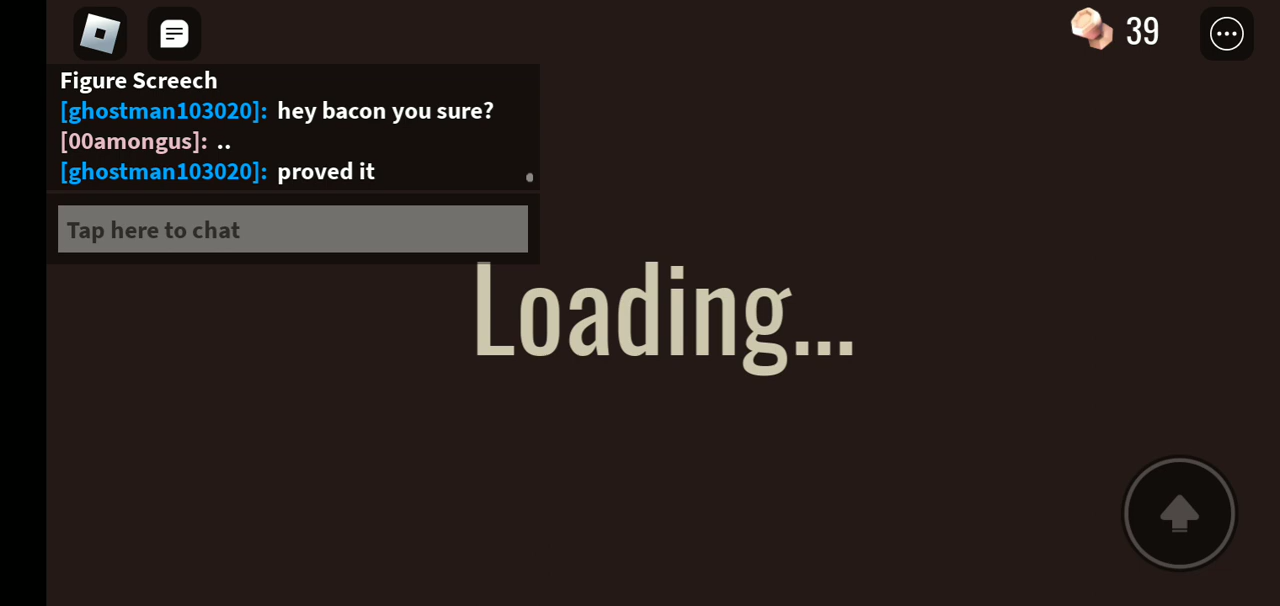 39
Figure Screech
[ghostman103020]: hey bacon you sure?
[00amongus]: ..
[ghostman103020]: proved it
Tap here to chat
Loading...